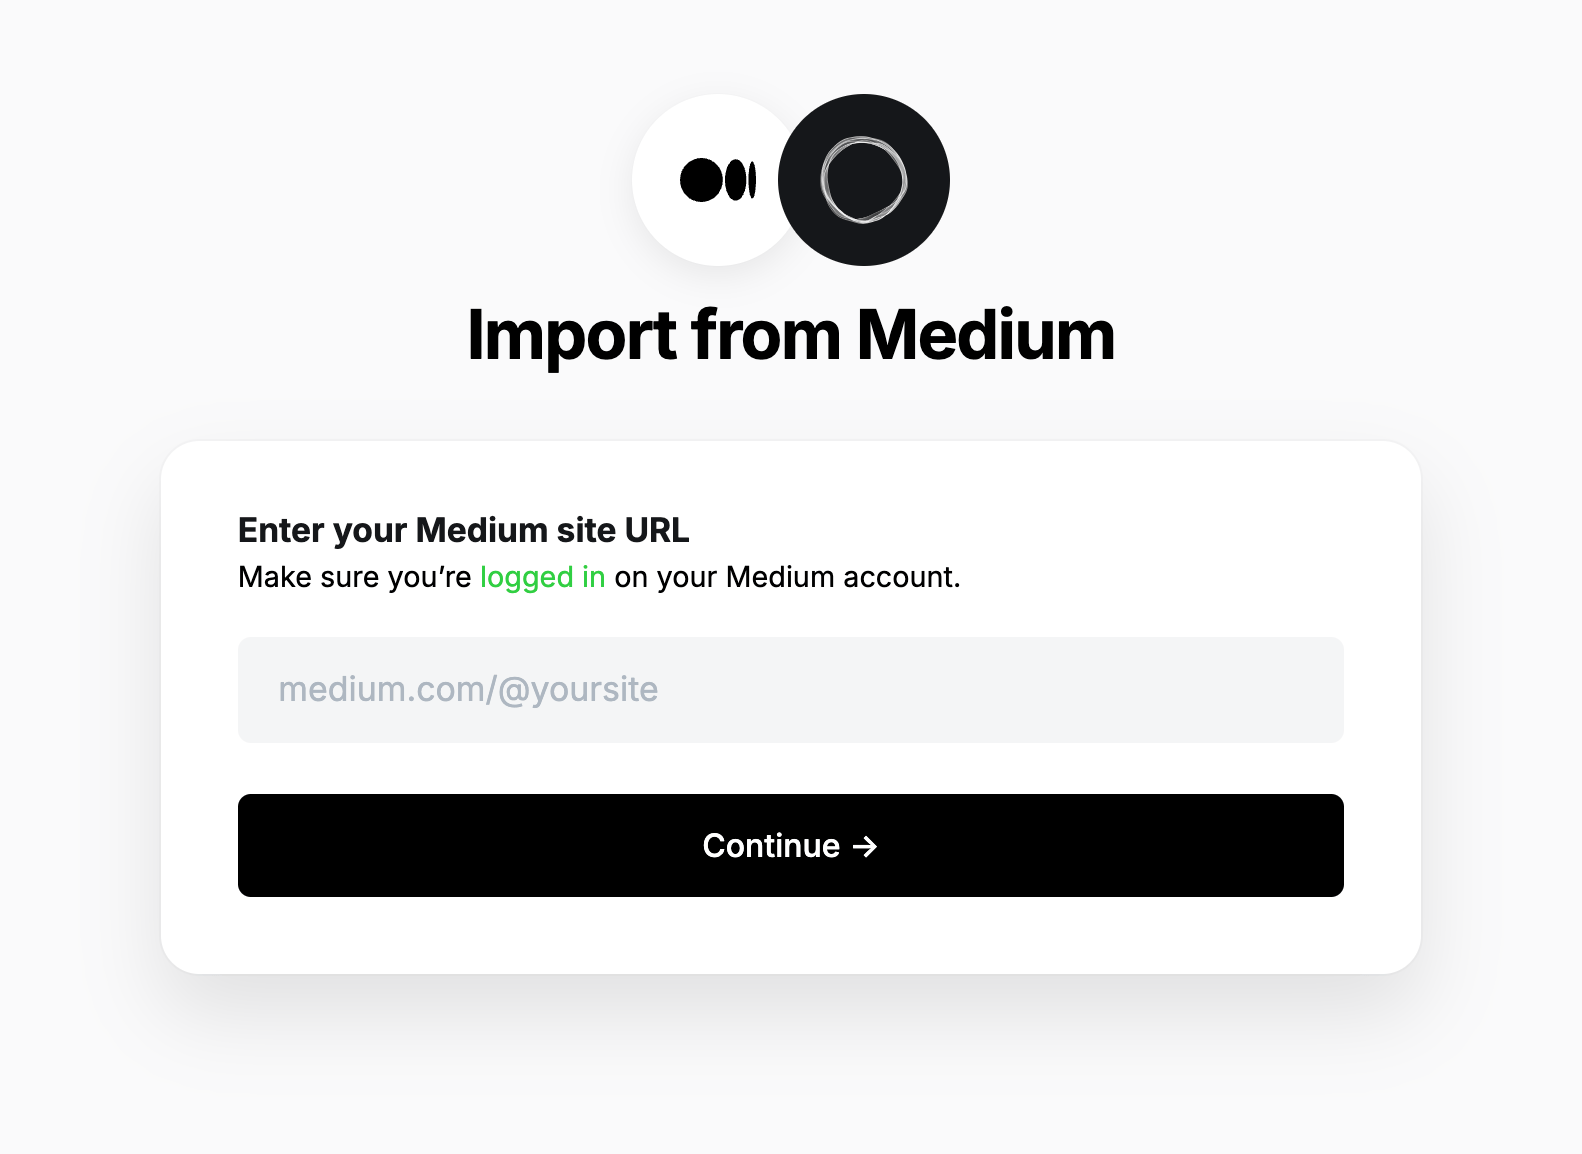 Import from Medium
Enter your Medium site URL
Make sure you’re logged in on your Medium account.
medium.com/@yoursite
Continue →